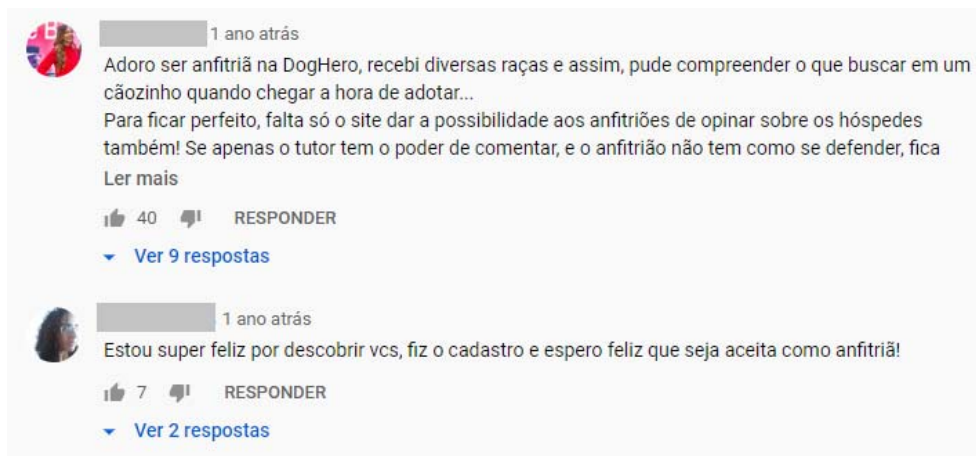 1 ano atrás
Adoro ser anfitriã na DogHero, recebi diversas raças e assim, pude compreender o que buscar em um
cãozinho quando chegar a hora de adotar...
Para ficar perfeito, falta só o site dar a possibilidade aos anfitriões de opinar sobre os hóspedes
também! Se apenas o tutor tem o poder de comentar, e o anfitrião não tem como se defender, fica
Ler mais
40 RESPONDER
Ver 9 respostas
1 ano atrás
Estou super feliz por descobrir vcs, fiz o cadastro e espero feliz que seja aceita como anfitriã!
7 RESPONDER
Ver 2 respostas